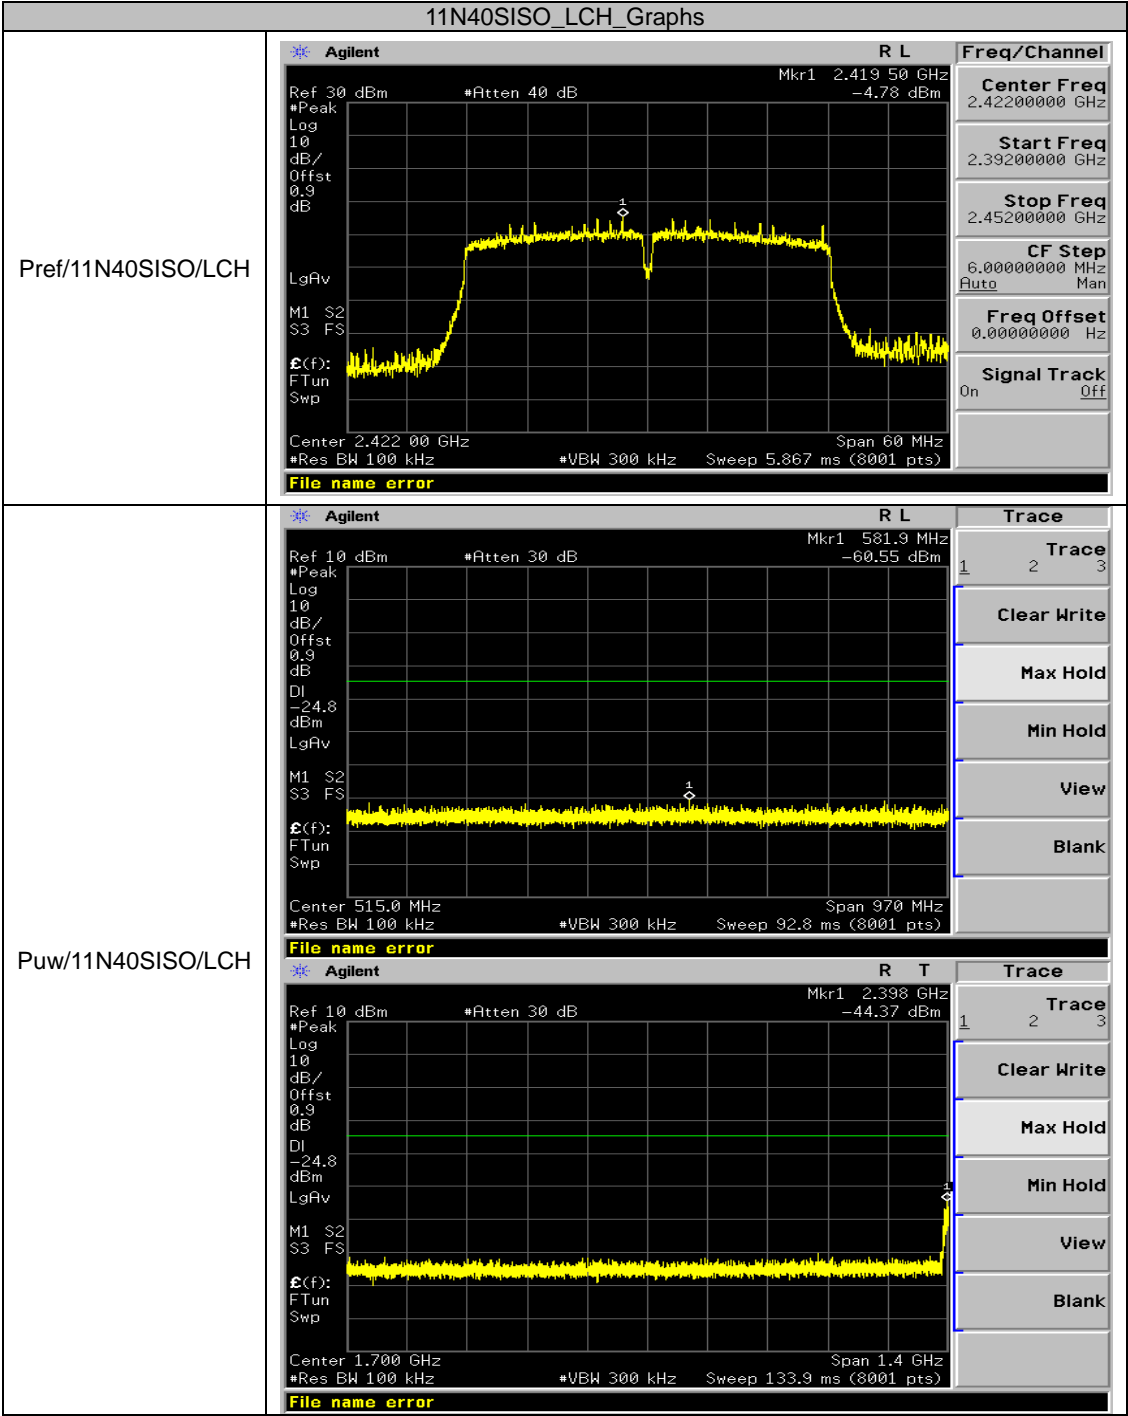 11N40SISO_LCH_Graphs
Pref/11N40SISO/LCH
Agilent R L Freq/Channel
Mkr1 2.419 50 GHz
Ref 30 dBm #Atten 40 dB -4.78 dBm
#Peak
Log
10
dB/
Offst
0.9
dB
1
LgAv
M1 S2
S3 FS
£(f):
FTun
Swp
Center 2.422 00 GHz Span 60 MHz
#Res BW 100 kHz #VBW 300 kHz Sweep 5.867 ms (8001 pts)
File name error
Center Freq
2.42200000 GHz
Start Freq
2.39200000 GHz
Stop Freq
2.45200000 GHz
CF Step
6.00000000 MHz
Auto Man
Freq Offset
0.00000000 Hz
Signal Track
On Off
Puw/11N40SISO/LCH
Agilent R L Trace
Mkr1 581.9 MHz
Ref 10 dBm #Atten 30 dB -60.55 dBm
#Peak
Log
10
dB/
Offst
0.9
dB
DI
-24.8
dBm
LgAv
1
M1 S2
S3 FS
£(f):
FTun
Swp
Center 515.0 MHz Span 970 MHz
#Res BW 100 kHz #VBW 300 kHz Sweep 92.8 ms (8001 pts)
File name error
Trace
1 2 3
Clear Write
Max Hold
Min Hold
View
Blank
Agilent R T Trace
Mkr1 2.398 GHz
Ref 10 dBm #Atten 30 dB -44.37 dBm
#Peak
Log
10
dB/
Offst
0.9
dB
DI
-24.8
dBm
LgAv
1
M1 S2
S3 FS
£(f):
FTun
Swp
Center 1.700 GHz Span 1.4 GHz
#Res BW 100 kHz #VBW 300 kHz Sweep 133.9 ms (8001 pts)
File name error
Trace
1 2 3
Clear Write
Max Hold
Min Hold
View
Blank